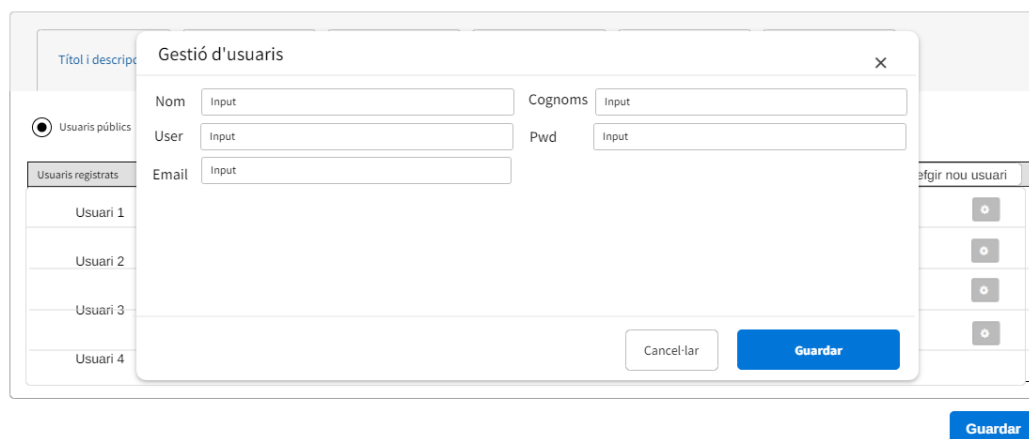 Gestió d'usuaris
Títol i descripc
Nom Input Cognoms Input
Usuaris públics
User Input Pwd Input
Usuaris registrats Email Input efgir nou usuari
Usuari 1
Usuari 2
Usuari 3
Usuari 4
Cancel·lar Guardar
Guardar